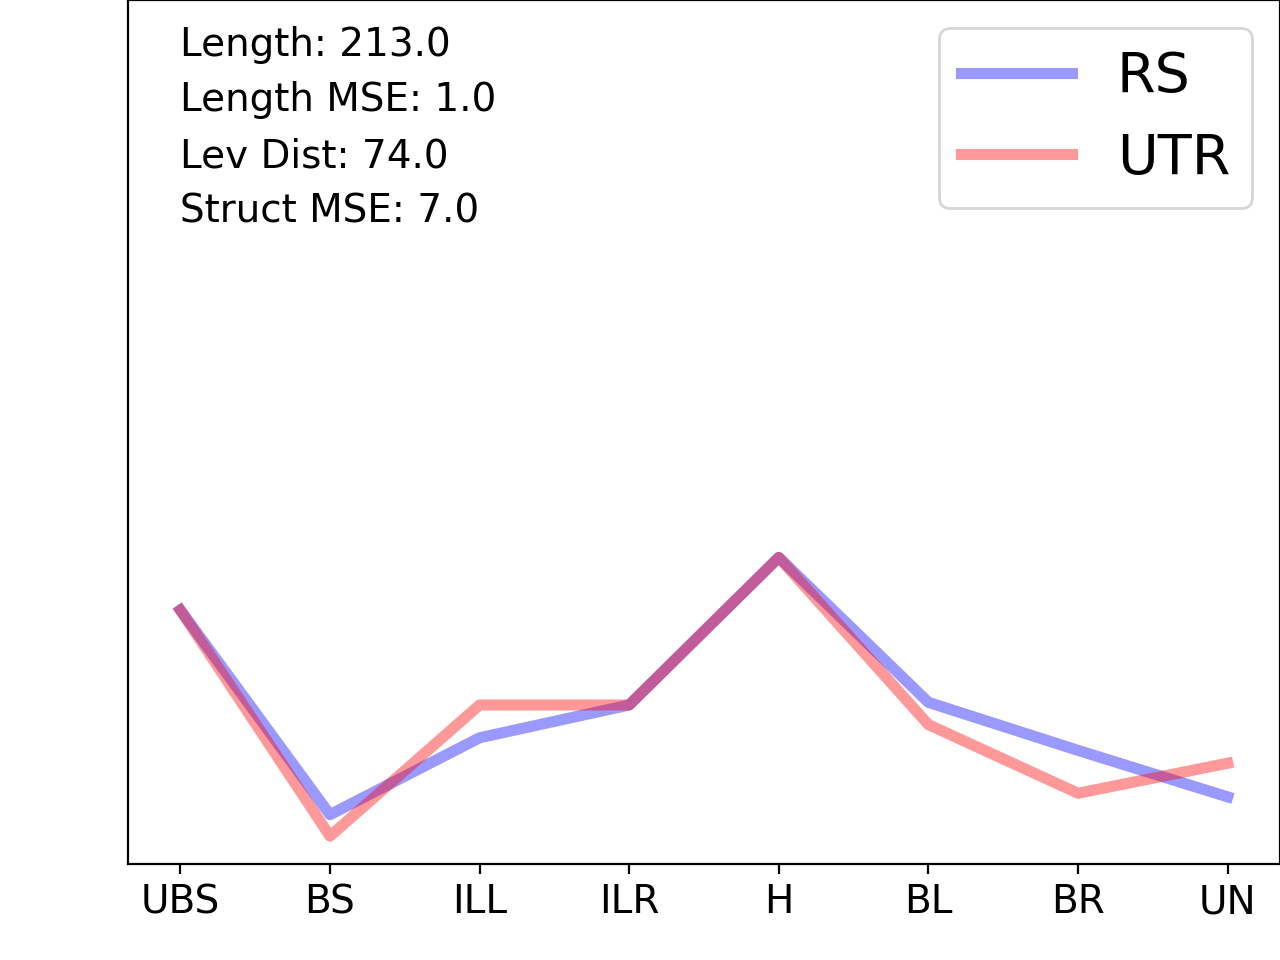 Length: 213.0
Length MSE: 1.0
Lev Dist: 74.0
Struct MSE: 7.0
RS
UTR
UBS BS ILL ILR H BL BR UN